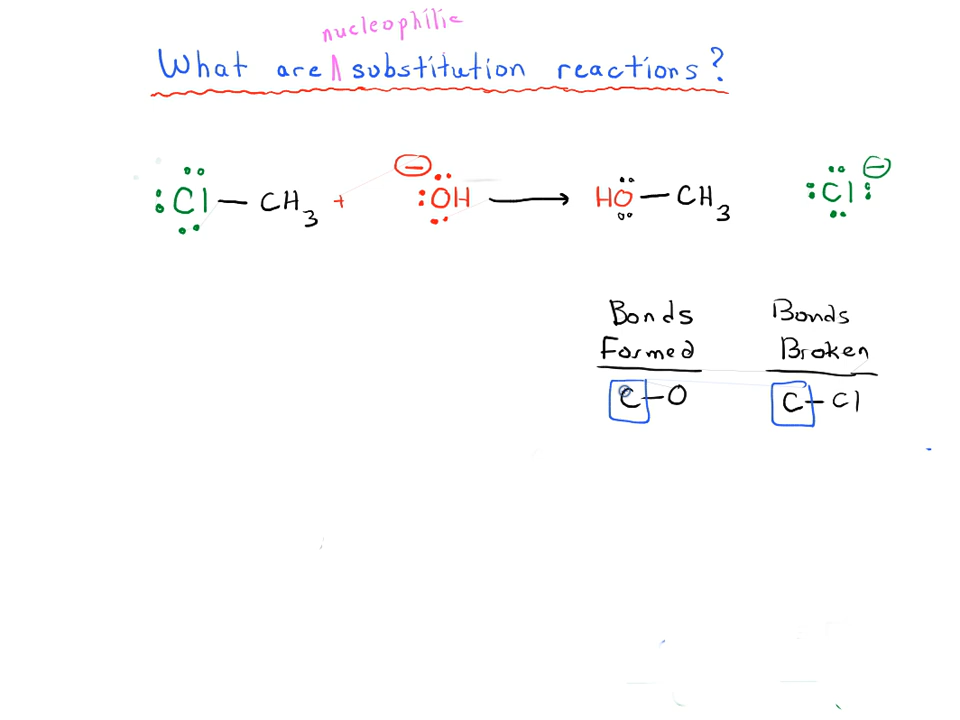 nucleophilic
What are substitution reactions?
Cl — CH3 + ⊖ :OH ⟶ HO — CH3 :Cl: ⊖
Bonds Formed
C—O
Bonds Broken
C—Cl